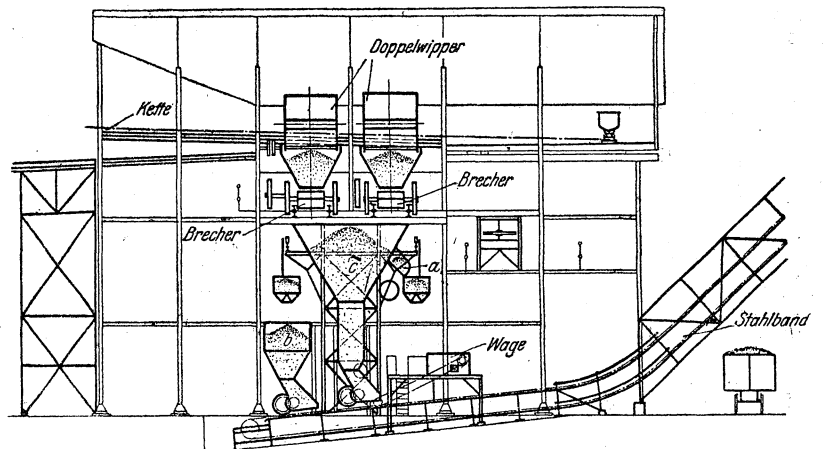 Doppelwipper
Kette
Brecher
Brecher
c
a
b
Wage
Stahlband